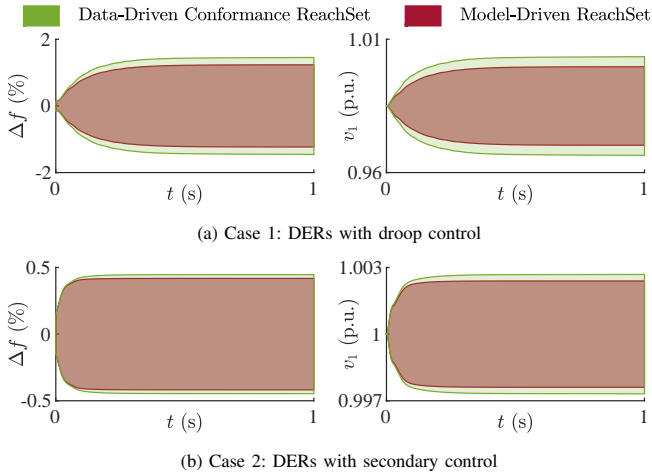 Data-Driven Conformance ReachSet Model-Driven ReachSet
2 1.01
Δf (%) 0 v₁ (p.u.)
-2 0.96
0 t (s) 1 0 t (s) 1
(a) Case 1: DERs with droop control
0.5 1.003
Δf (%) 0 v₁ (p.u.) 1
-0.5 0.997
0 t (s) 1 0 t (s) 1
(b) Case 2: DERs with secondary control